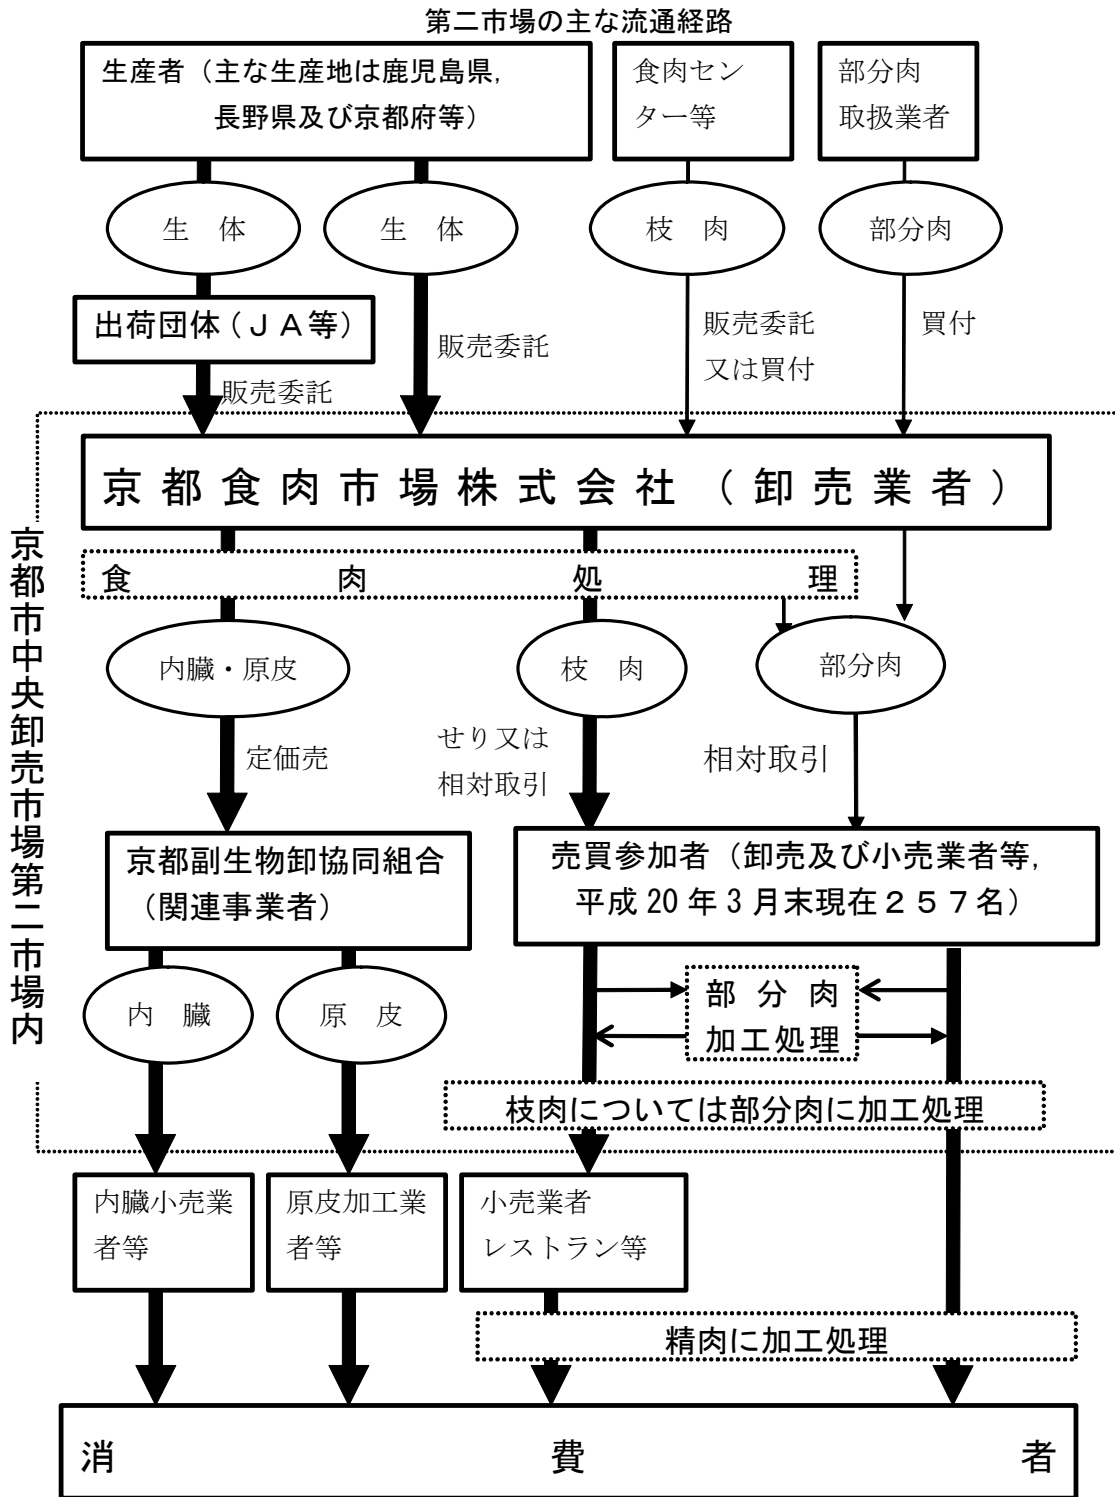 第二市場の主な流通経路
生産者（主な生産地は鹿児島県，
長野県及び京都府等）
食肉セン
ター等
部分肉
取扱業者
生　体
生　体
枝　肉
部分肉
出荷団体（ＪＡ等）
販売委託
販売委託
販売委託
又は買付
買付
京都食肉市場株式会社（卸売業者）
京都市中央卸売市場第二市場内
食肉処理
内臓・原皮
枝　肉
部分肉
定価売
せり又は
相対取引
相対取引
京都副生物卸協同組合
（関連事業者）
売買参加者（卸売及び小売業者等，
平成20年3月末現在２５７名）
内　臓
原　皮
部分肉
加工処理
枝肉については部分肉に加工処理
内臓小売業
者等
原皮加工業
者等
小売業者
レストラン等
精肉に加工処理
消費者